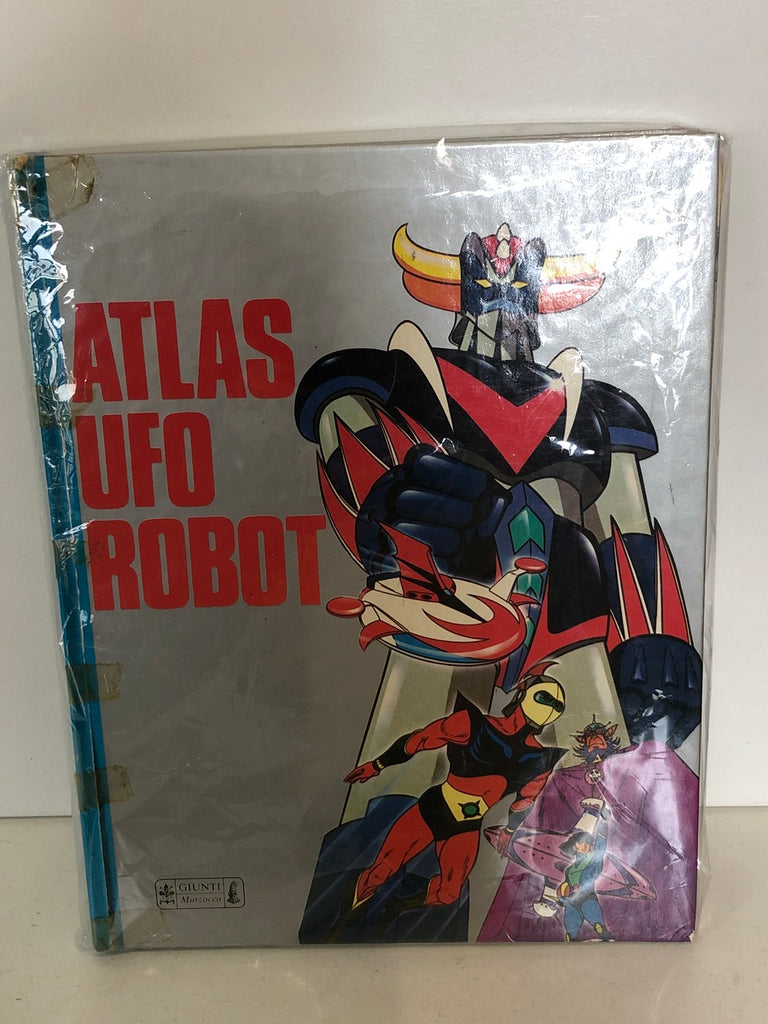 ATLAS
UFO
ROBOT
GIUNTI
Marzocco